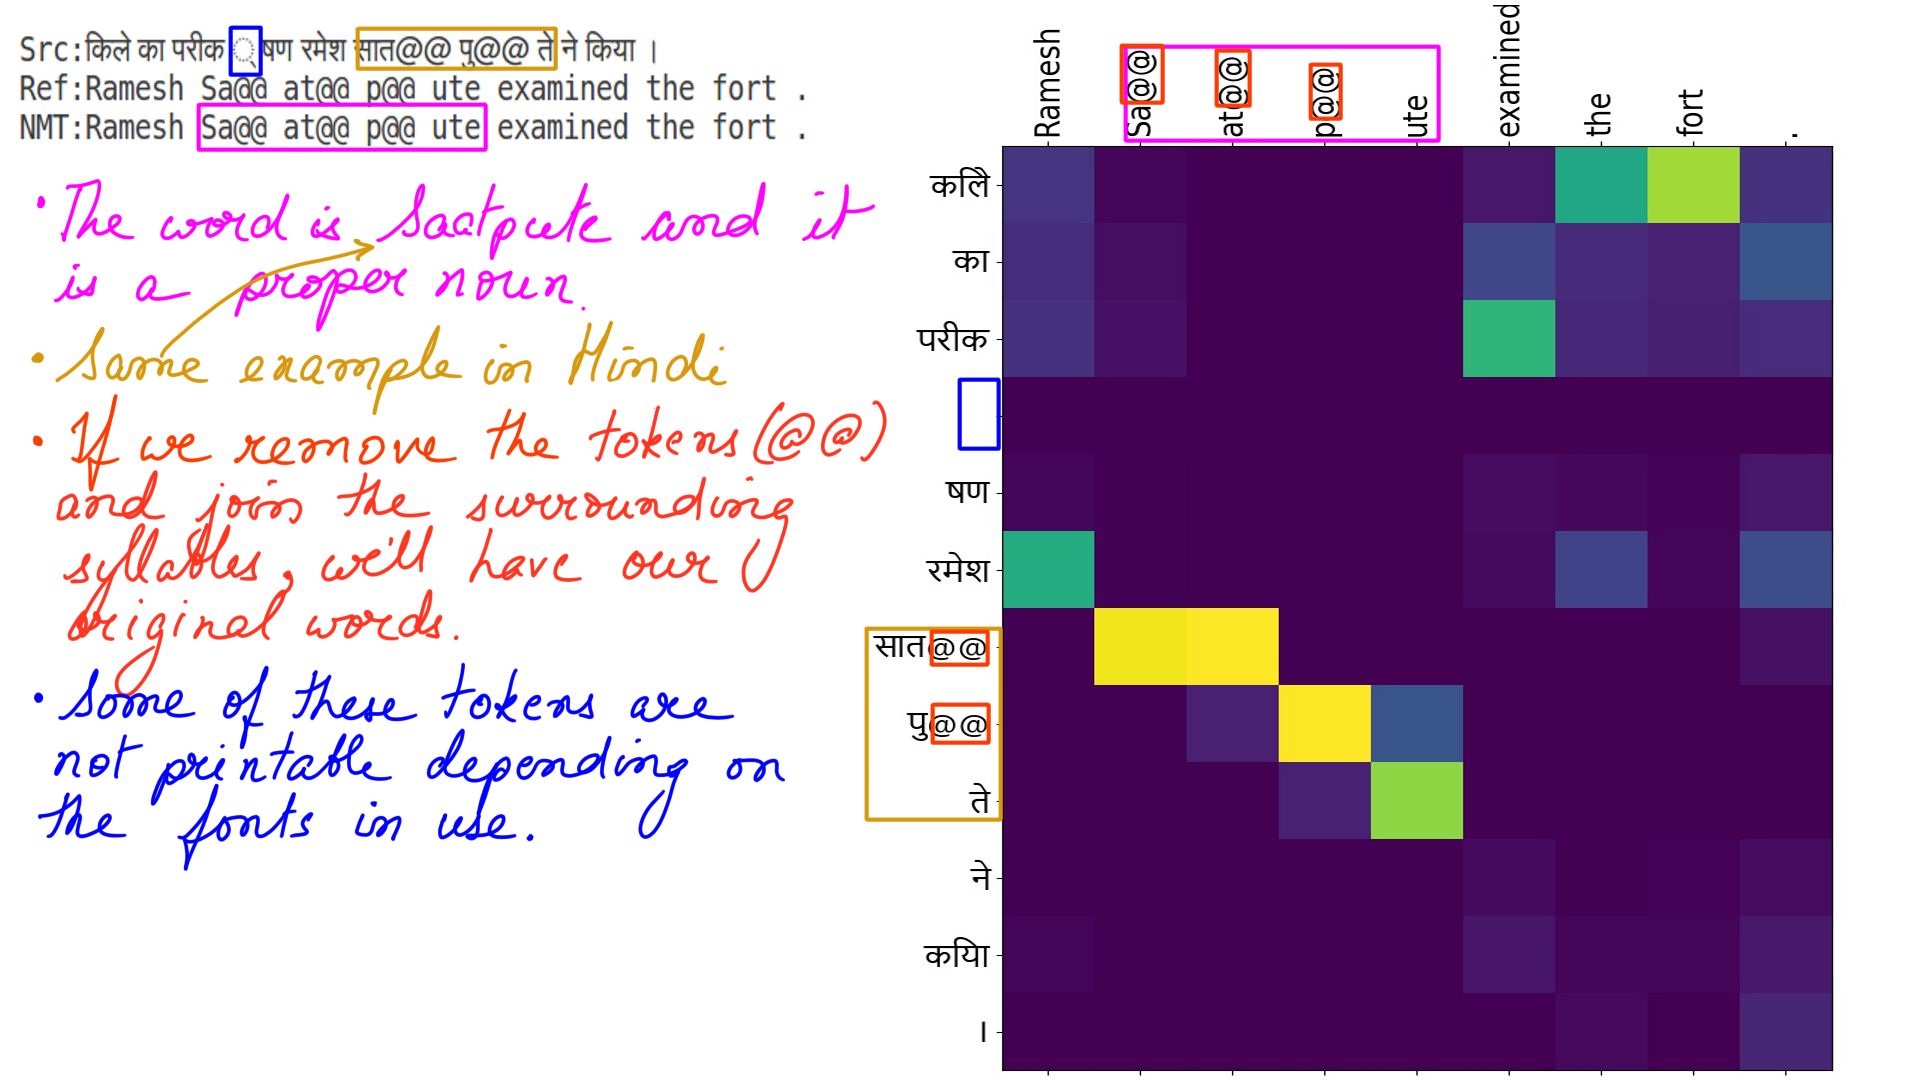 Src:किले का परीक ्षण रमेश सात@@ पु@@ ते ने किया ।
Ref:Ramesh Sa@@ at@@ p@@ ute examined the fort .
NMT:Ramesh Sa@@ at@@ p@@ ute examined the fort .
• The word is Saatpute and it
is a proper noun.
• Same example in Hindi
• If we remove the tokens (@@)
and join the surrounding
syllables, we'll have our
original words.
• Some of these tokens are
not printable depending on
the fonts in use.
Ramesh
Sa@@
at@@
p@@
ute
examined
the
fort
.
किले
का
परीक
षण
रमेश
सात@@
पु@@
ते
ने
किया
।